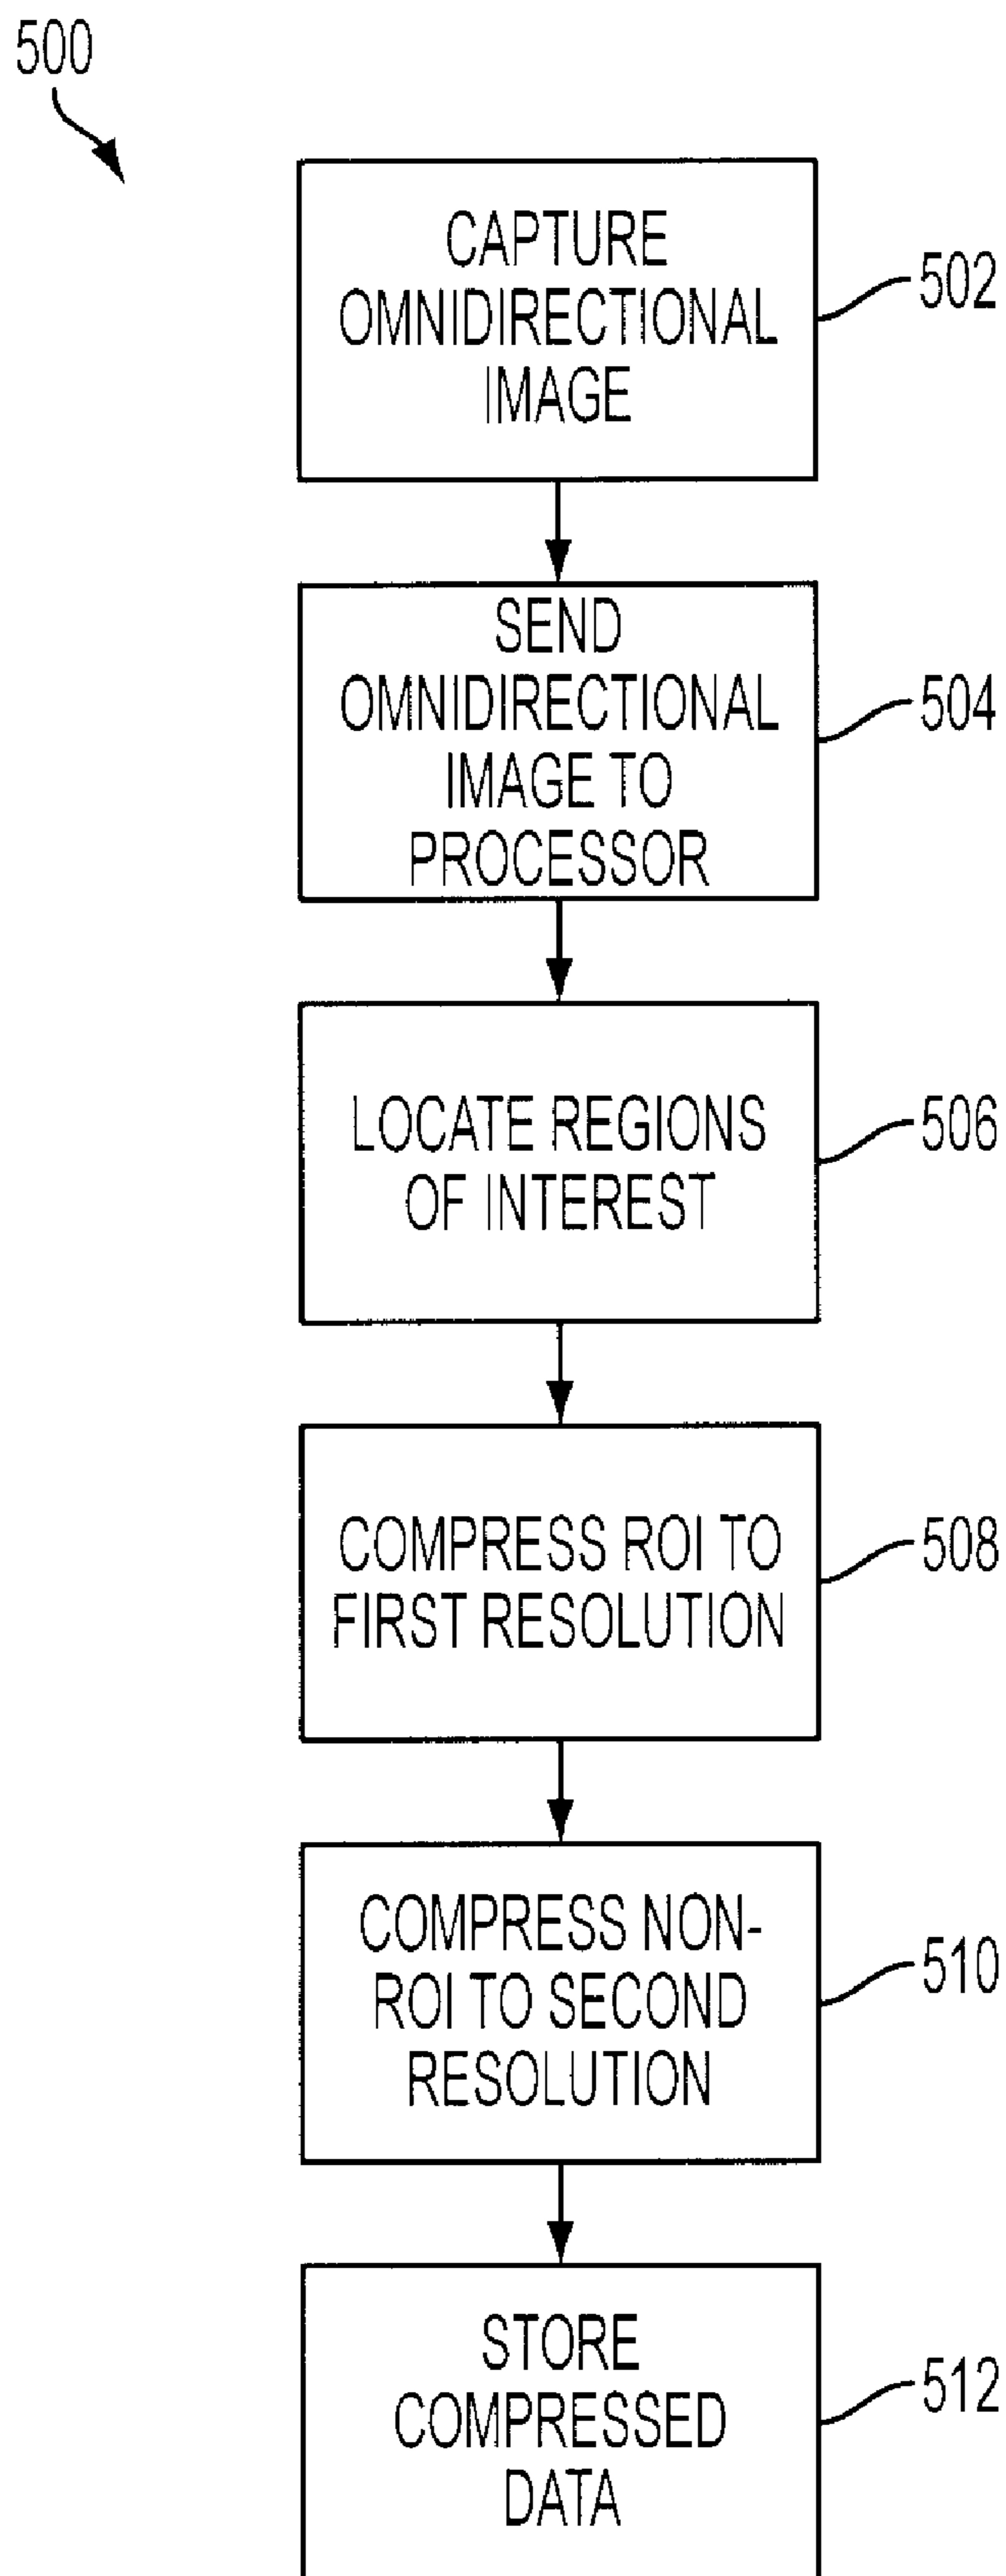 500
CAPTURE
OMNIDIRECTIONAL
IMAGE
502
SEND
OMNIDIRECTIONAL
IMAGE TO
PROCESSOR
504
LOCATE REGIONS
OF INTEREST
506
COMPRESS ROI TO
FIRST RESOLUTION
508
COMPRESS NON-
ROI TO SECOND
RESOLUTION
510
STORE
COMPRESSED
DATA
512